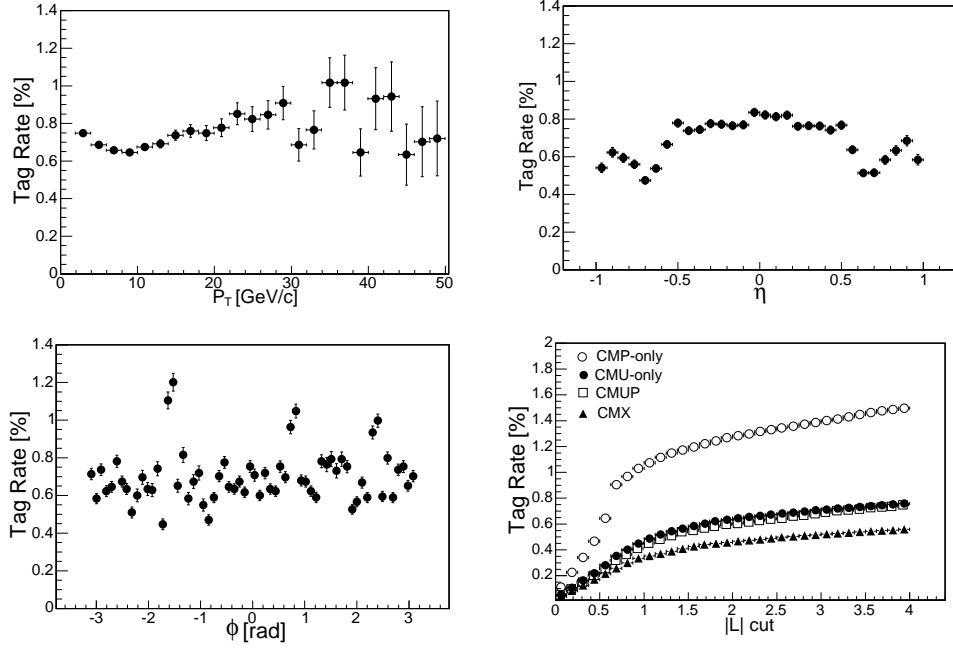 Tag Rate [%]
1.4
1.2
1
0.8
0.6
0.4
0.2
0
0 10 20 30 40 50
P_T [GeV/c]
Tag Rate [%]
1.4
1.2
1
0.8
0.6
0.4
0.2
0
-1 -0.5 0 0.5 1
η
Tag Rate [%]
1.4
1.2
1
0.8
0.6
0.4
0.2
0
-3 -2 -1 0 1 2 3
ϕ [rad]
Tag Rate [%]
2
1.8
1.6
1.4
1.2
1
0.8
0.6
0.4
0.2
CMP-only
CMU-only
CMUP
CMX
0 0.5 1 1.5 2 2.5 3 3.5 4
|L| cut